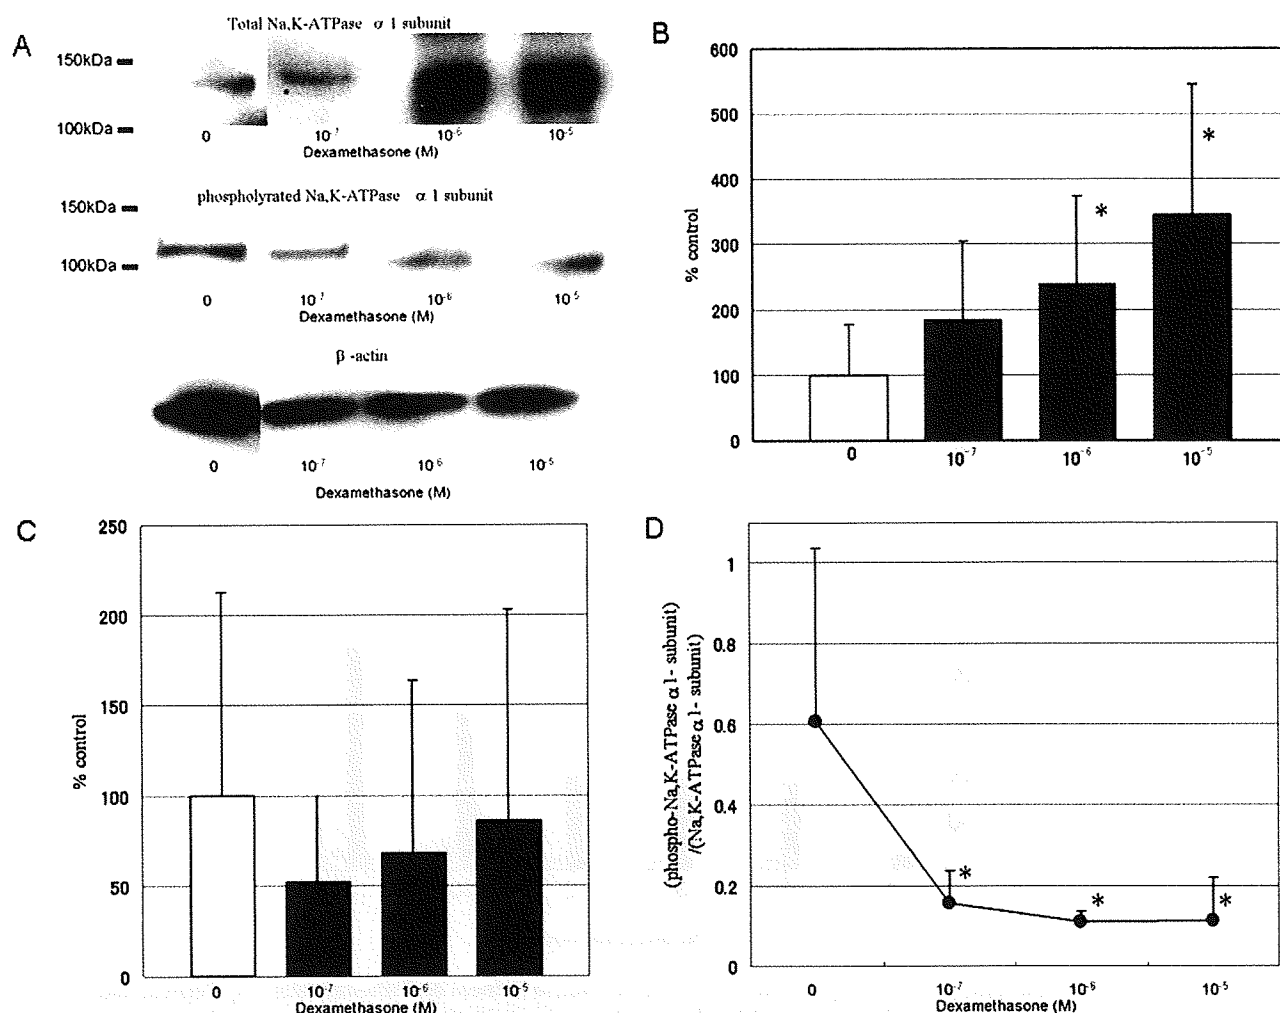 A
Total Na,K-ATPase α 1 subunit
150kDa
100kDa
0 10⁻⁷ 10⁻⁶ 10⁻⁵
Dexamethasone (M)
phospholyrated Na,K-ATPase α 1 subunit
150kDa
100kDa
0 10⁻⁷ 10⁻⁶ 10⁻⁵
Dexamethasone (M)
β -actin
0 10⁻⁷ 10⁻⁶ 10⁻⁵
Dexamethasone (M)
B
600
500
400
300
200
100
0
% control
*
*
0 10⁻⁷ 10⁻⁶ 10⁻⁵
C
250
200
150
100
50
0
% control
0 10⁻⁷ 10⁻⁶ 10⁻⁵
Dexamethasone (M)
D
1
0.8
0.6
0.4
0.2
0
(phospho-Na,K-ATPase α 1- subunit)
/(Na,K-ATPase α 1- subunit)
* * *
0 10⁻⁷ 10⁻⁶ 10⁻⁵
Dexamethasone (M)